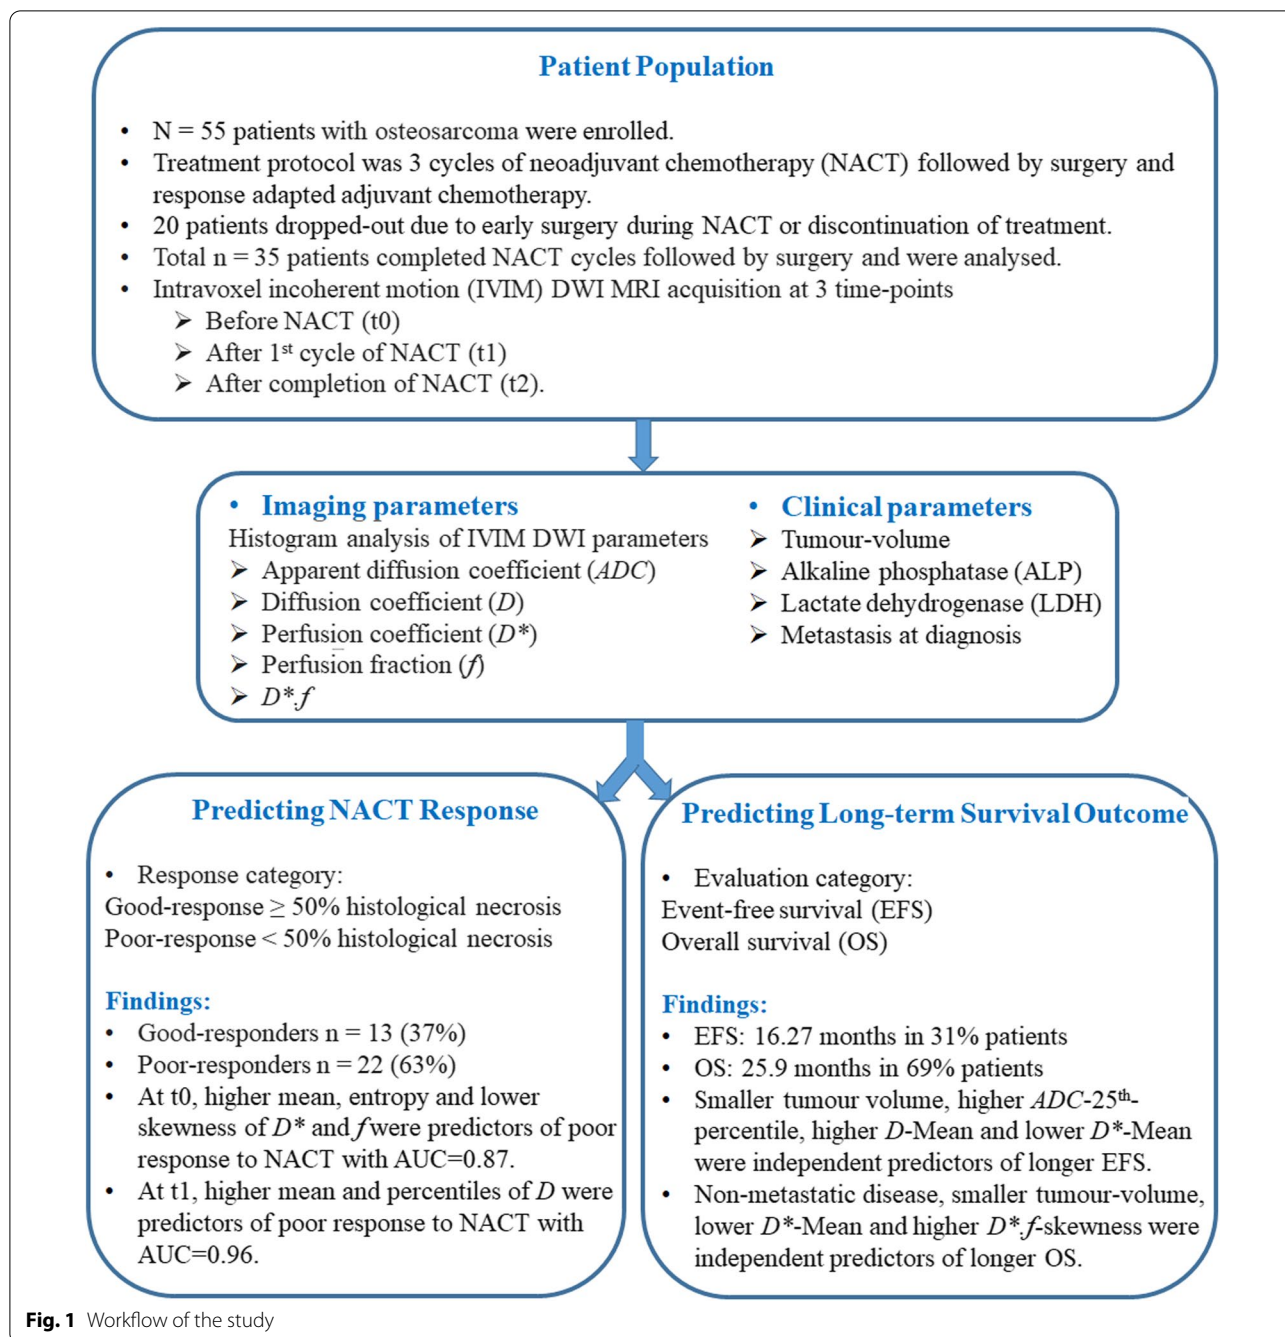 Patient Population
• N = 55 patients with osteosarcoma were enrolled.
• Treatment protocol was 3 cycles of neoadjuvant chemotherapy (NACT) followed by surgery and
response adapted adjuvant chemotherapy.
• 20 patients dropped-out due to early surgery during NACT or discontinuation of treatment.
• Total n = 35 patients completed NACT cycles followed by surgery and were analysed.
• Intravoxel incoherent motion (IVIM) DWI MRI acquisition at 3 time-points
➢ Before NACT (t0)
➢ After 1st cycle of NACT (t1)
➢ After completion of NACT (t2).
• Imaging parameters
Histogram analysis of IVIM DWI parameters
➢ Apparent diffusion coefficient (ADC)
➢ Diffusion coefficient (D)
➢ Perfusion coefficient (D*)
➢ Perfusion fraction (f)
➢ D*.f
• Clinical parameters
➢ Tumour-volume
➢ Alkaline phosphatase (ALP)
➢ Lactate dehydrogenase (LDH)
➢ Metastasis at diagnosis
Predicting NACT Response
• Response category:
Good-response ≥ 50% histological necrosis
Poor-response < 50% histological necrosis
Findings:
• Good-responders n = 13 (37%)
• Poor-responders n = 22 (63%)
• At t0, higher mean, entropy and lower
skewness of D* and f were predictors of poor
response to NACT with AUC=0.87.
• At t1, higher mean and percentiles of D were
predictors of poor response to NACT with
AUC=0.96.
Predicting Long-term Survival Outcome
• Evaluation category:
Event-free survival (EFS)
Overall survival (OS)
Findings:
• EFS: 16.27 months in 31% patients
• OS: 25.9 months in 69% patients
• Smaller tumour volume, higher ADC-25th-
percentile, higher D-Mean and lower D*-Mean
were independent predictors of longer EFS.
• Non-metastatic disease, smaller tumour-volume,
lower D*-Mean and higher D*.f-skewness were
independent predictors of longer OS.
Fig. 1 Workflow of the study